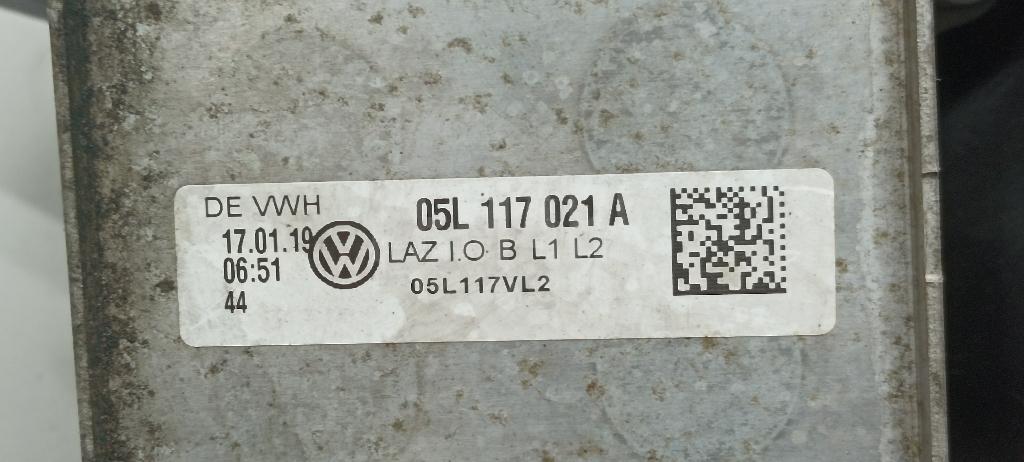 DE VWH
05L 117 021 A
17.01.19
LAZ I.O. B L1 L2
06:51
05L117VL2
44